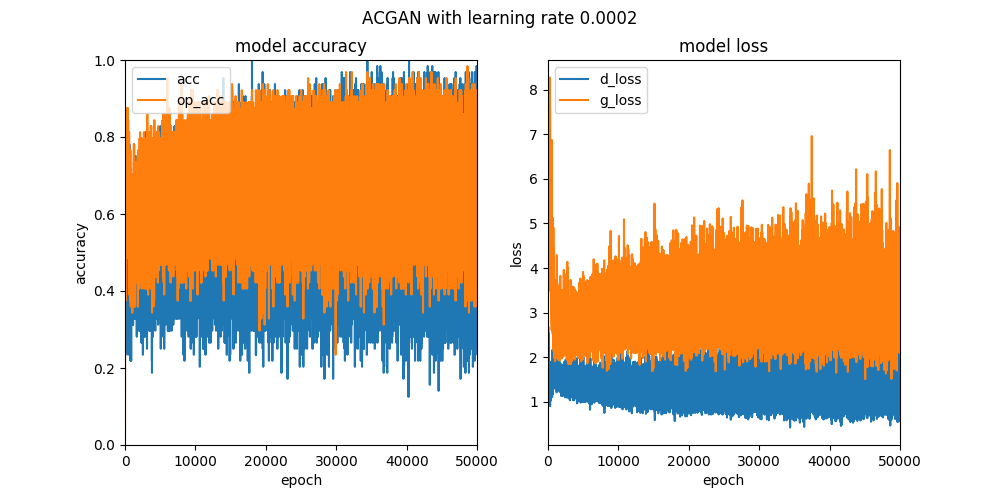 ACGAN with learning rate 0.0002
model accuracy
acc
op_acc
1.0
0.8
0.6
0.4
0.2
0.0
accuracy
0
10000
20000
30000
40000
50000
epoch
model loss
d_loss
g_loss
8
7
6
5
4
3
2
1
loss
0
10000
20000
30000
40000
50000
epoch